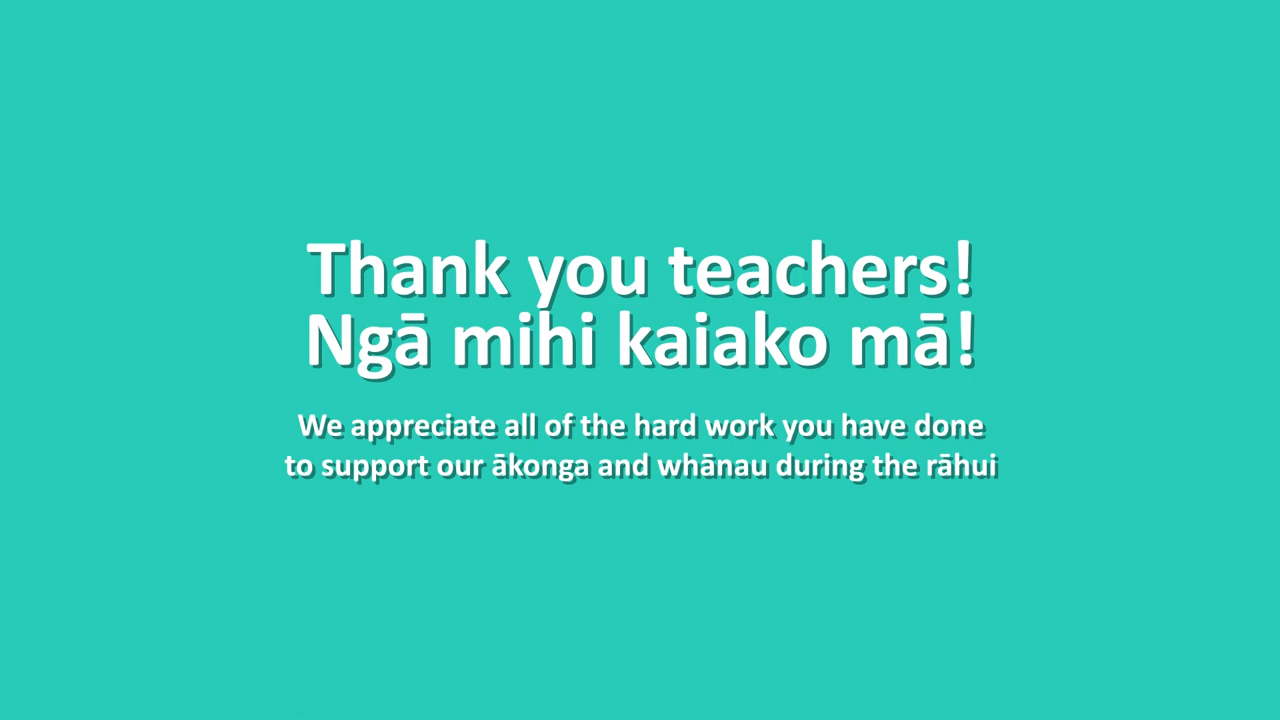 Thank you teachers!
Ngā mihi kaiako mā!
We appreciate all of the hard work you have done
to support our ākonga and whānau during the rāhui